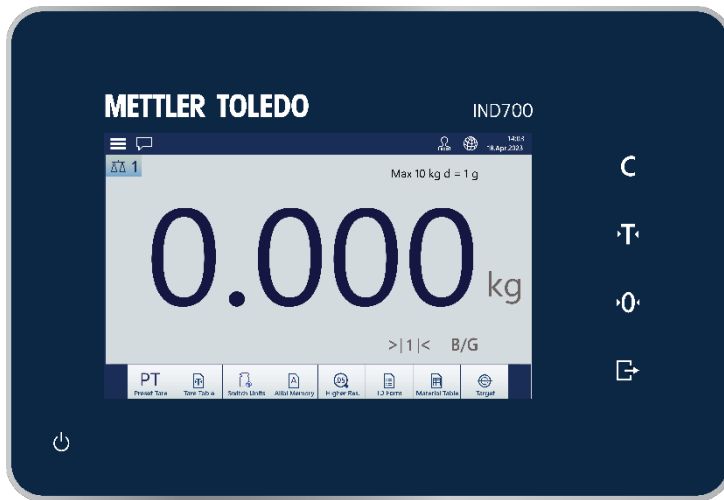 METTLER TOLEDO
IND700
14:03
18.Apr.2023
1
Max 10 kg d = 1 g
0.000 kg
>|1|< B/G
PT
Preset Tare
Tare Table
Switch Units
Alibi Memory
Higher Res.
ID Form
Material Table
Target
C
T
0